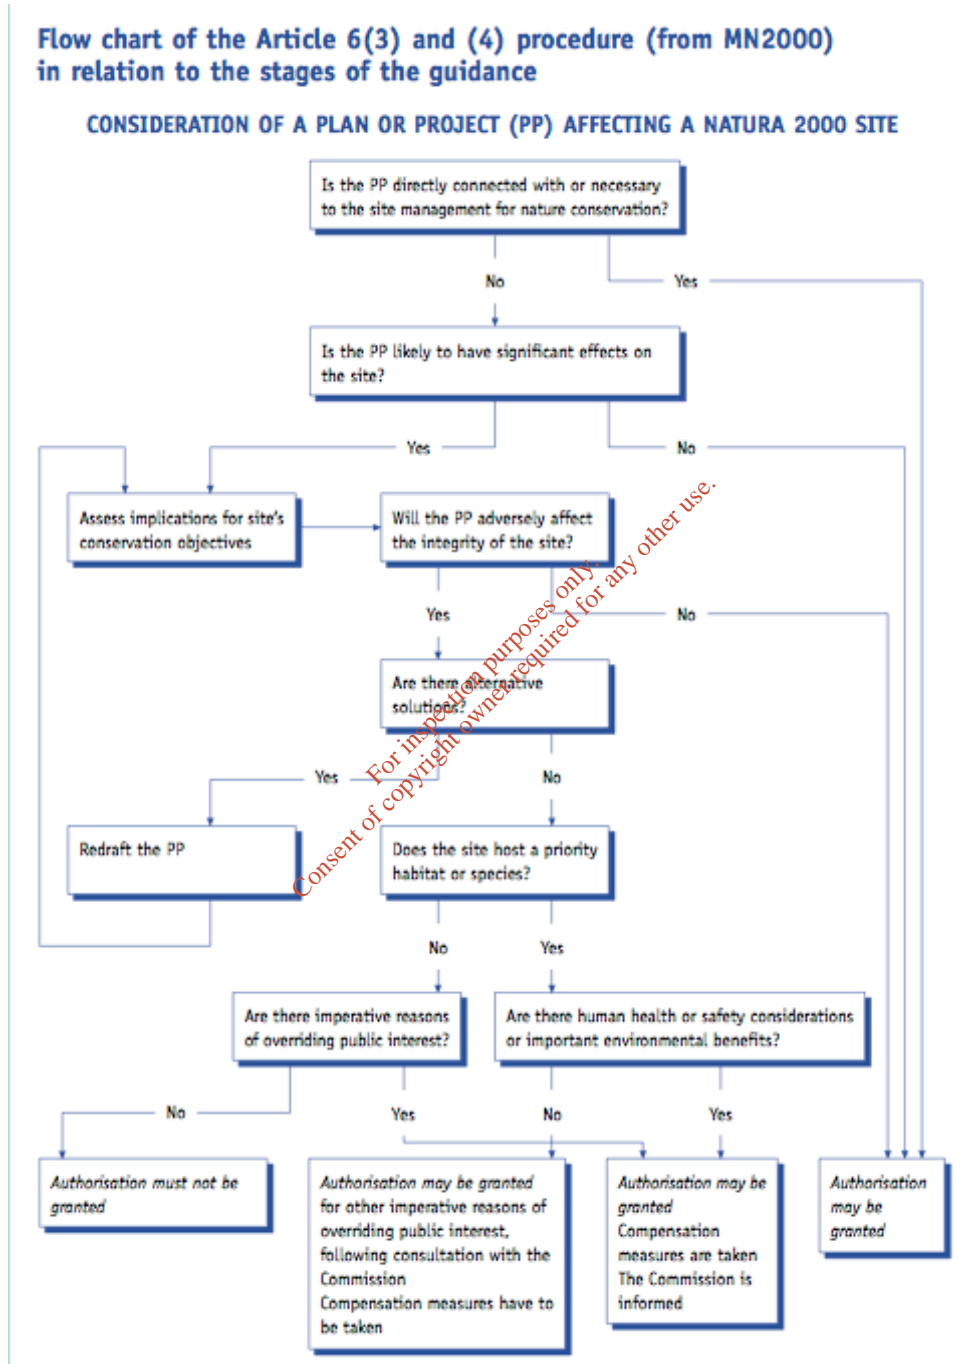 Flow chart of the Article 6(3) and (4) procedure (from MN2000)
in relation to the stages of the guidance
CONSIDERATION OF A PLAN OR PROJECT (PP) AFFECTING A NATURA 2000 SITE
Is the PP directly connected with or necessary
to the site management for nature conservation?
No
Yes
Is the PP likely to have significant effects on
the site?
Yes
No
Assess implications for site's
conservation objectives
Will the PP adversely affect
the integrity of the site?
Yes
No
Are there alternative
solutions?
Yes
No
Redraft the PP
Does the site host a priority
habitat or species?
No
Yes
Are there imperative reasons
of overriding public interest?
Are there human health or safety considerations
or important environmental benefits?
No
Yes
No
Yes
Authorisation must not be
granted
Authorisation may be granted
for other imperative reasons of
overriding public interest,
following consultation with the
Commission
Compensation measures have to
be taken
Authorisation may be
granted
Compensation
measures are taken
The Commission is
informed
Authorisation
may be
granted
For inspection purposes only.
Consent of copyright owner required for any other use.